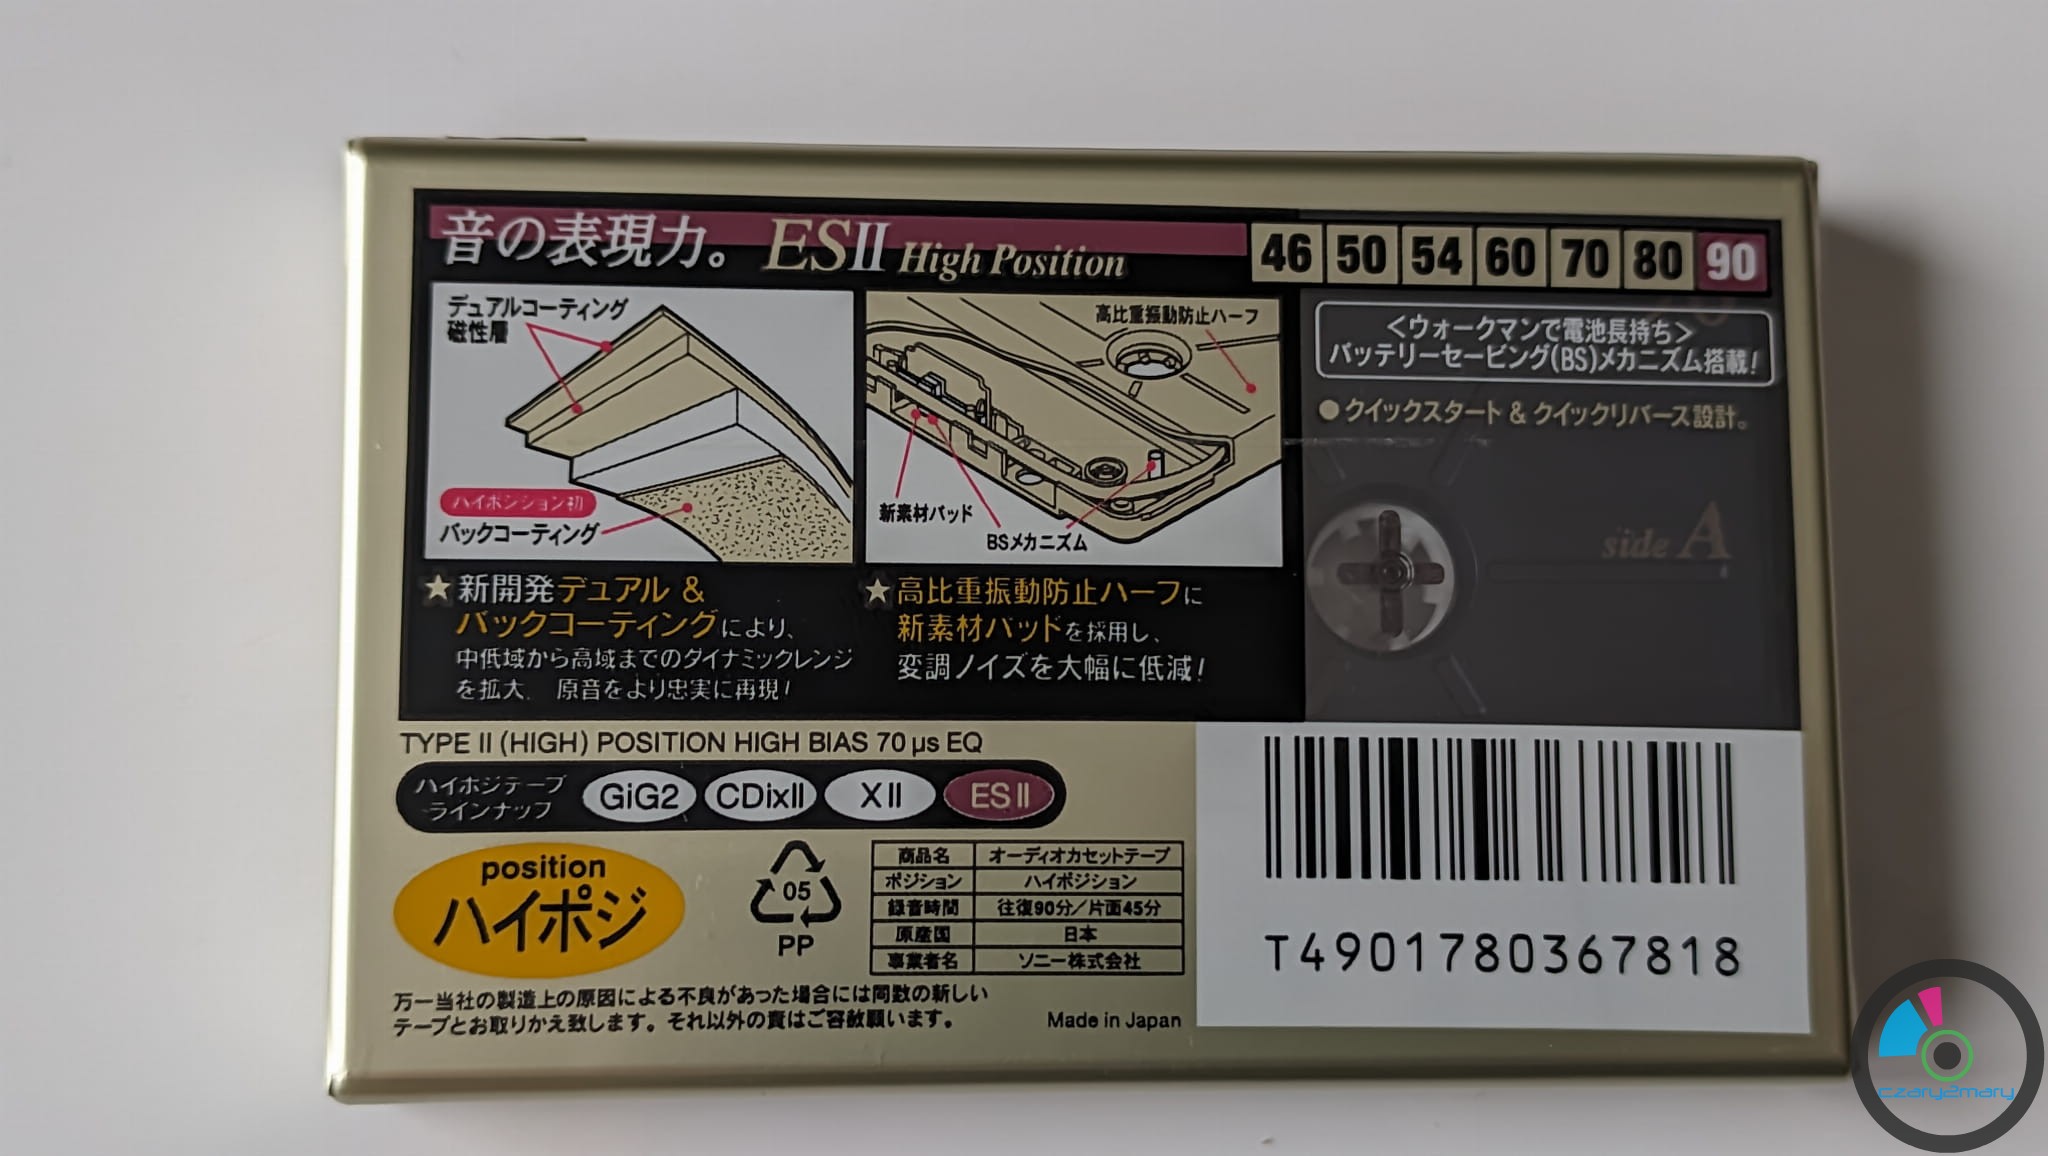 音の表現力。 ESII High Position
46 50 54 60 70 80 90
デュアルコーティング
磁性層
ハイポジション初
バックコーティング
高比重振動防止ハーフ
新素材パッド
BSメカニズム
<ウォークマンで電池長持ち>
バッテリーセービング(BS)メカニズム搭載!
●クイックスタート & クイックリバース設計。
side A
★新開発デュアル &
バックコーティングにより、
中低域から高域までのダイナミックレンジ
を拡大、原音をより忠実に再現!
★高比重振動防止ハーフに
新素材パッドを採用し、
変調ノイズを大幅に低減!
TYPE II (HIGH) POSITION HIGH BIAS 70 μs EQ
ハイポジテープ
ラインナップ
GiG2 CDixII XII ESII
position
ハイポジ
05
PP
商品名 オーディオカセットテープ
ポジション ハイポジション
録音時間 往復90分/片面45分
原産国 日本
事業者名 ソニー株式会社
T4901780367818
万一当社の製造上の原因による不良があった場合には同数の新しい
テープとお取りかえ致します。それ以外の責はご容赦願います。
Made in Japan
czary2mary